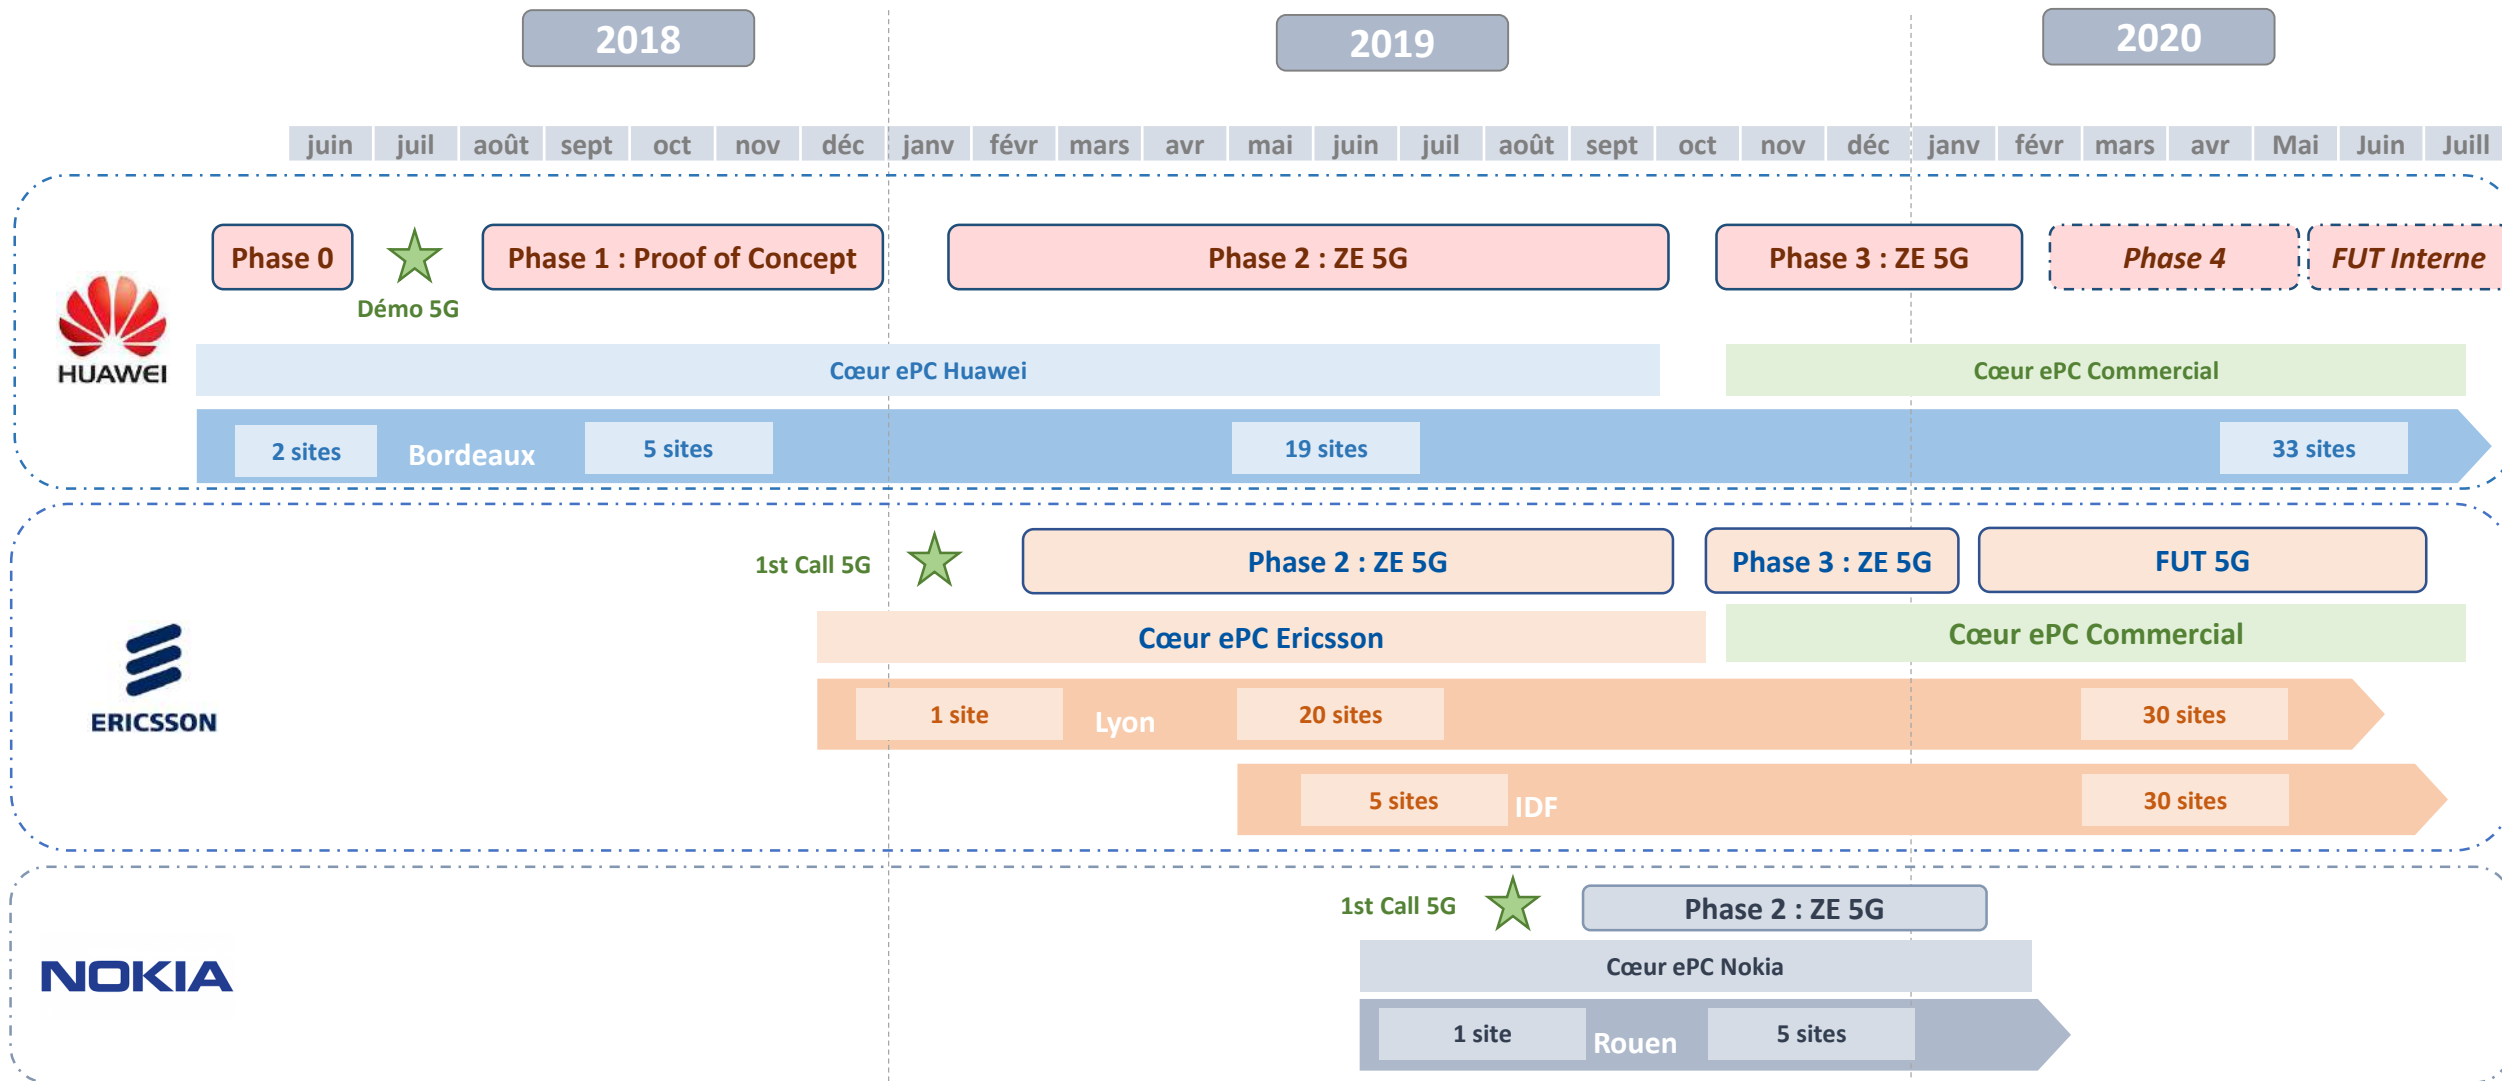 2018
2019
2020
juin juil août sept oct nov déc janv févr mars avr mai juin juil août sept oct nov déc janv févr mars avr Mai Juin Juill
Phase 0
Phase 1 : Proof of Concept
Phase 2 : ZE 5G
Phase 3 : ZE 5G
Phase 4
FUT Interne
Démo 5G
HUAWEI
Cœur ePC Huawei
Cœur ePC Commercial
2 sites
Bordeaux
5 sites
19 sites
33 sites
1st Call 5G
Phase 2 : ZE 5G
Phase 3 : ZE 5G
FUT 5G
Cœur ePC Ericsson
Cœur ePC Commercial
ERICSSON
1 site
Lyon
20 sites
30 sites
5 sites
IDF
30 sites
1st Call 5G
Phase 2 : ZE 5G
NOKIA
Cœur ePC Nokia
1 site
Rouen
5 sites